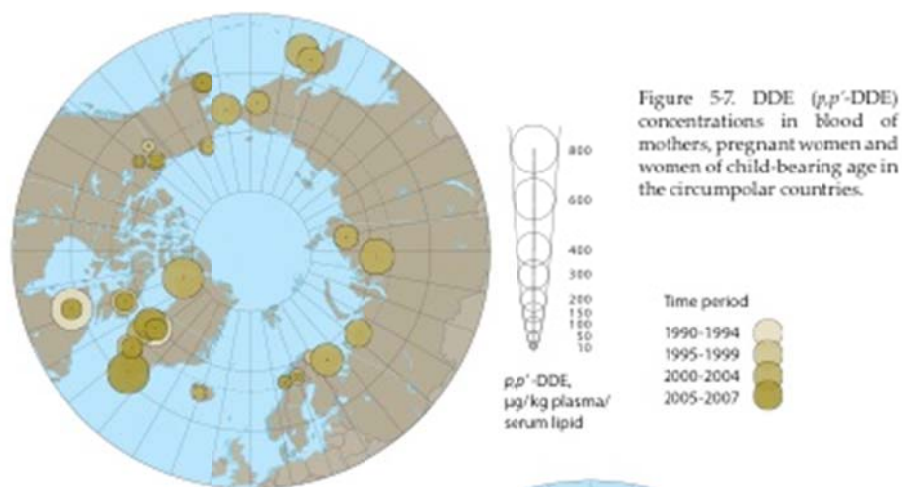 Figure 5-7. DDE (p,p′-DDE)
concentrations in blood of
mothers, pregnant women and
women of child-bearing age in
the circumpolar countries.
800
600
400
300
200
150
100
50
10
p,p′-DDE,
µg/kg plasma/
serum lipid
Time period
1990-1994
1995-1999
2000-2004
2005-2007